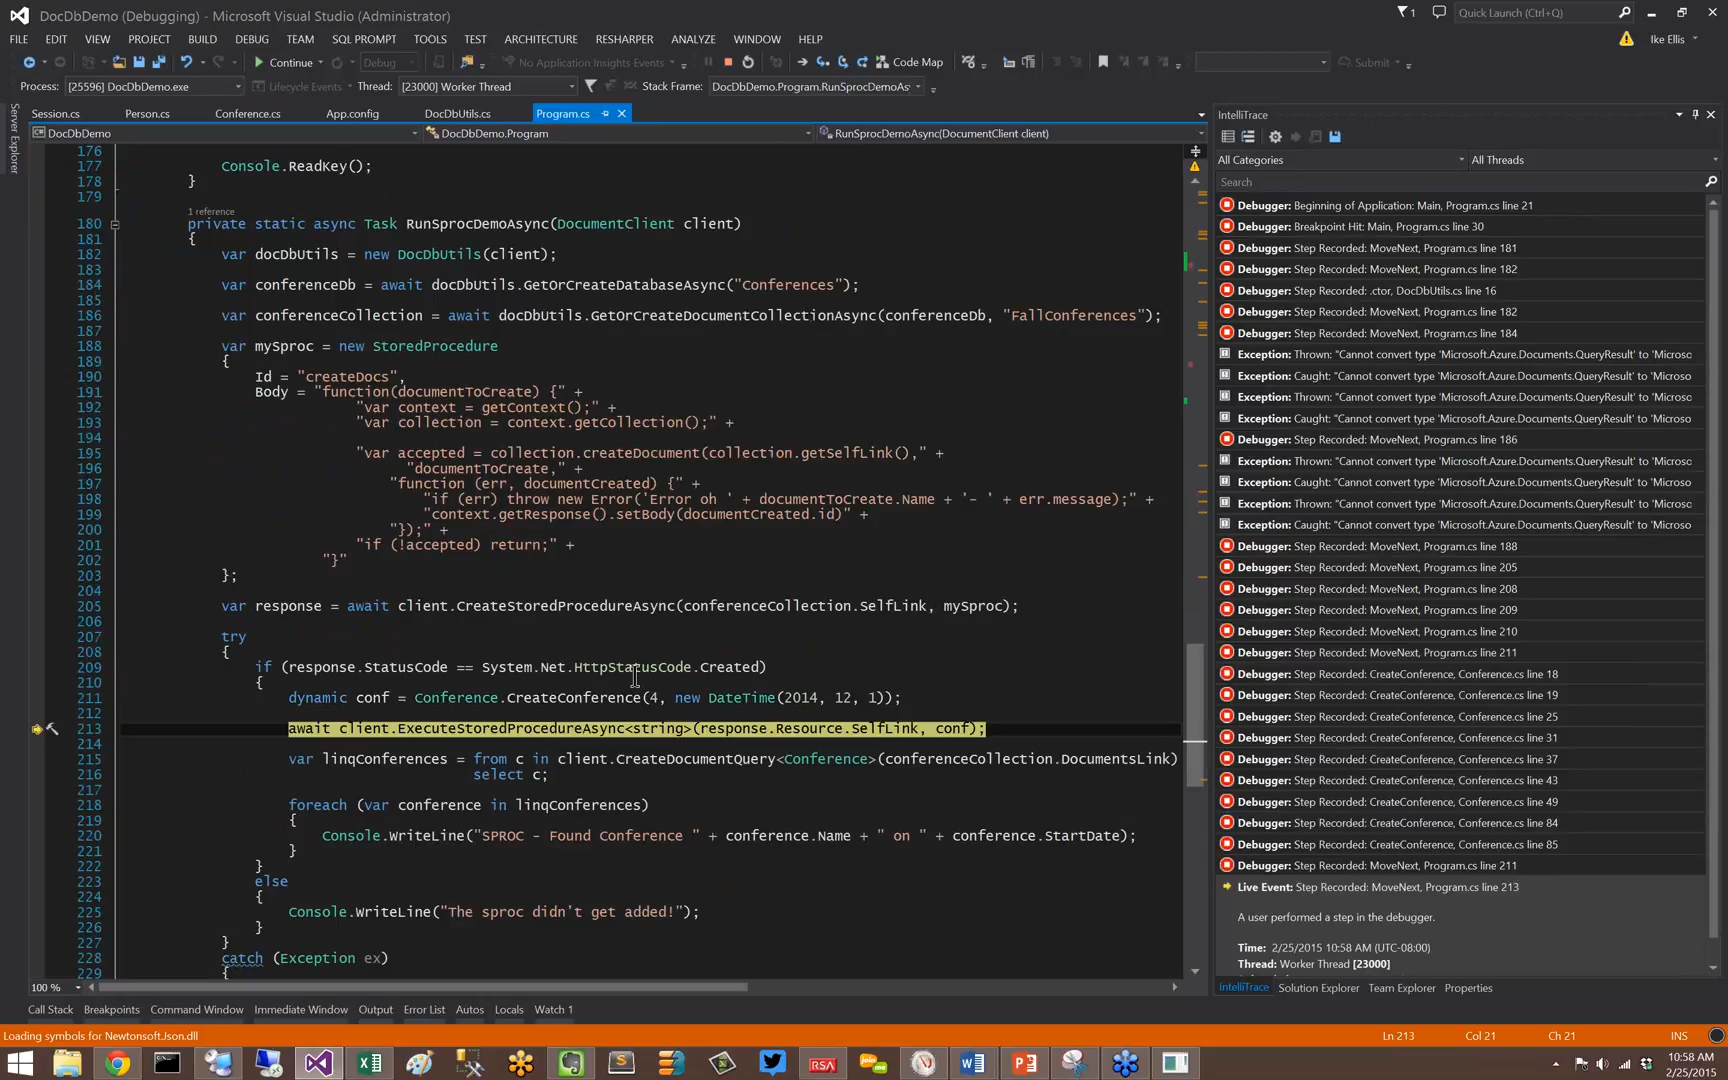 DocDbDemo (Debugging) - Microsoft Visual Studio (Administrator)
1
Quick Launch (Ctrl+Q)
FILE EDIT VIEW PROJECT BUILD DEBUG TEAM SQL PROMPT TOOLS TEST ARCHITECTURE RESHARPER ANALYZE WINDOW HELP
Ike Ellis
Continue Debug No Application Insights Events Code Map Submit
Process: [25596] DocDbDemo.exe Lifecycle Events Thread: [23000] Worker Thread Stack Frame: DocDbDemo.Program.RunSprocDemoAs
Server Explorer
Session.cs Person.cs Conference.cs App.config DocDbUtils.cs Program.cs
DocDbDemo DocDbDemo.Program RunSprocDemoAsync(DocumentClient client)
176
177 Console.ReadKey();
178 }
179
1 reference
180 private static async Task RunSprocDemoAsync(DocumentClient client)
181 {
182 var docDbUtils = new DocDbUtils(client);
183
184 var conferenceDb = await docDbUtils.GetOrCreateDatabaseAsync("Conferences");
185
186 var conferenceCollection = await docDbUtils.GetOrCreateDocumentCollectionAsync(conferenceDb, "FallConferences");
187
188 var mySproc = new StoredProcedure
189 {
190 Id = "createDocs",
191 Body = "function(documentToCreate) {" +
192 "var context = getContext();" +
193 "var collection = context.getCollection();" +
194
195 "var accepted = collection.createDocument(collection.getSelfLink()," +
196 "documentToCreate," +
197 "function (err, documentCreated) {" +
198 "if (err) throw new Error('Error oh ' + documentToCreate.Name + '- ' + err.message);" +
199 "context.getResponse().setBody(documentCreated.id)" +
200 "});" +
201 "if (!accepted) return;" +
202 "}"
203 };
204
205 var response = await client.CreateStoredProcedureAsync(conferenceCollection.SelfLink, mySproc);
206
207 try
208 {
209 if (response.StatusCode == System.Net.HttpStatusCode.Created)
210 {
211 dynamic conf = Conference.CreateConference(4, new DateTime(2014, 12, 1));
212
213 await client.ExecuteStoredProcedureAsync<string>(response.Resource.SelfLink, conf);
214
215 var linqConferences = from c in client.CreateDocumentQuery<Conference>(conferenceCollection.DocumentsLink)
216 select c;
217
218 foreach (var conference in linqConferences)
219 {
220 Console.WriteLine("SPROC - Found Conference " + conference.Name + " on " + conference.StartDate);
221 }
222 }
223 else
224 {
225 Console.WriteLine("The sproc didn't get added!");
226 }
227 }
228 catch (Exception ex)
229 {
100 %
IntelliTrace
All Categories All Threads
Search
Debugger: Beginning of Application: Main, Program.cs line 21
Debugger: Breakpoint Hit: Main, Program.cs line 30
Debugger: Step Recorded: MoveNext, Program.cs line 181
Debugger: Step Recorded: MoveNext, Program.cs line 182
Debugger: Step Recorded: .ctor, DocDbUtils.cs line 16
Debugger: Step Recorded: MoveNext, Program.cs line 182
Debugger: Step Recorded: MoveNext, Program.cs line 184
Exception: Thrown: "Cannot convert type 'Microsoft.Azure.Documents.QueryResult' to 'Microsc
Exception: Caught: "Cannot convert type 'Microsoft.Azure.Documents.QueryResult' to 'Microso
Exception: Thrown: "Cannot convert type 'Microsoft.Azure.Documents.QueryResult' to 'Microsc
Exception: Caught: "Cannot convert type 'Microsoft.Azure.Documents.QueryResult' to 'Microso
Debugger: Step Recorded: MoveNext, Program.cs line 186
Exception: Thrown: "Cannot convert type 'Microsoft.Azure.Documents.QueryResult' to 'Microsc
Exception: Caught: "Cannot convert type 'Microsoft.Azure.Documents.QueryResult' to 'Microso
Exception: Thrown: "Cannot convert type 'Microsoft.Azure.Documents.QueryResult' to 'Microsc
Exception: Caught: "Cannot convert type 'Microsoft.Azure.Documents.QueryResult' to 'Microso
Debugger: Step Recorded: MoveNext, Program.cs line 188
Debugger: Step Recorded: MoveNext, Program.cs line 205
Debugger: Step Recorded: MoveNext, Program.cs line 208
Debugger: Step Recorded: MoveNext, Program.cs line 209
Debugger: Step Recorded: MoveNext, Program.cs line 210
Debugger: Step Recorded: MoveNext, Program.cs line 211
Debugger: Step Recorded: CreateConference, Conference.cs line 18
Debugger: Step Recorded: CreateConference, Conference.cs line 19
Debugger: Step Recorded: CreateConference, Conference.cs line 25
Debugger: Step Recorded: CreateConference, Conference.cs line 31
Debugger: Step Recorded: CreateConference, Conference.cs line 37
Debugger: Step Recorded: CreateConference, Conference.cs line 43
Debugger: Step Recorded: CreateConference, Conference.cs line 49
Debugger: Step Recorded: CreateConference, Conference.cs line 84
Debugger: Step Recorded: CreateConference, Conference.cs line 85
Debugger: Step Recorded: MoveNext, Program.cs line 211
Live Event: Step Recorded: MoveNext, Program.cs line 213
A user performed a step in the debugger.
Time: 2/25/2015 10:58 AM (UTC-08:00)
Thread: Worker Thread [23000]
IntelliTrace Solution Explorer Team Explorer Properties
Call Stack Breakpoints Command Window Immediate Window Output Error List Autos Locals Watch 1
Loading symbols for NewtonsoftJson.dll Ln 213 Col 21 Ch 21 INS
RSA
join.me
10:58 AM
2/25/2015